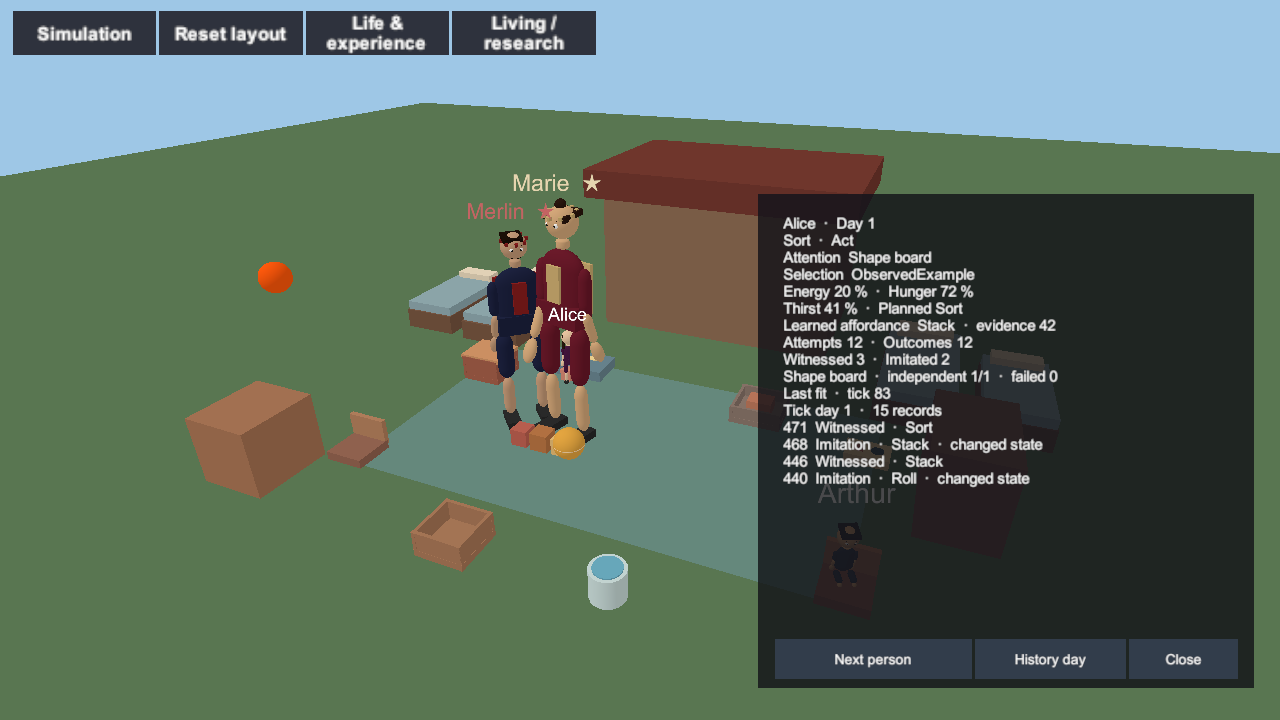 Simulation
Reset layout
Life &
experience
Living /
research
Marie ★
Merlin ★
Alice
Arthur
Alice · Day 1
Sort · Act
Attention Shape board
Selection ObservedExample
Energy 20 % · Hunger 72 %
Thirst 41 % · Planned Sort
Learned affordance Stack · evidence 42
Attempts 12 · Outcomes 12
Witnessed 3 · Imitated 2
Shape board · independent 1/1 · failed 0
Last fit · tick 83
Tick day 1 · 15 records
471 Witnessed · Sort
468 Imitation · Stack · changed state
446 Witnessed · Stack
440 Imitation · Roll · changed state
Next person
History day
Close